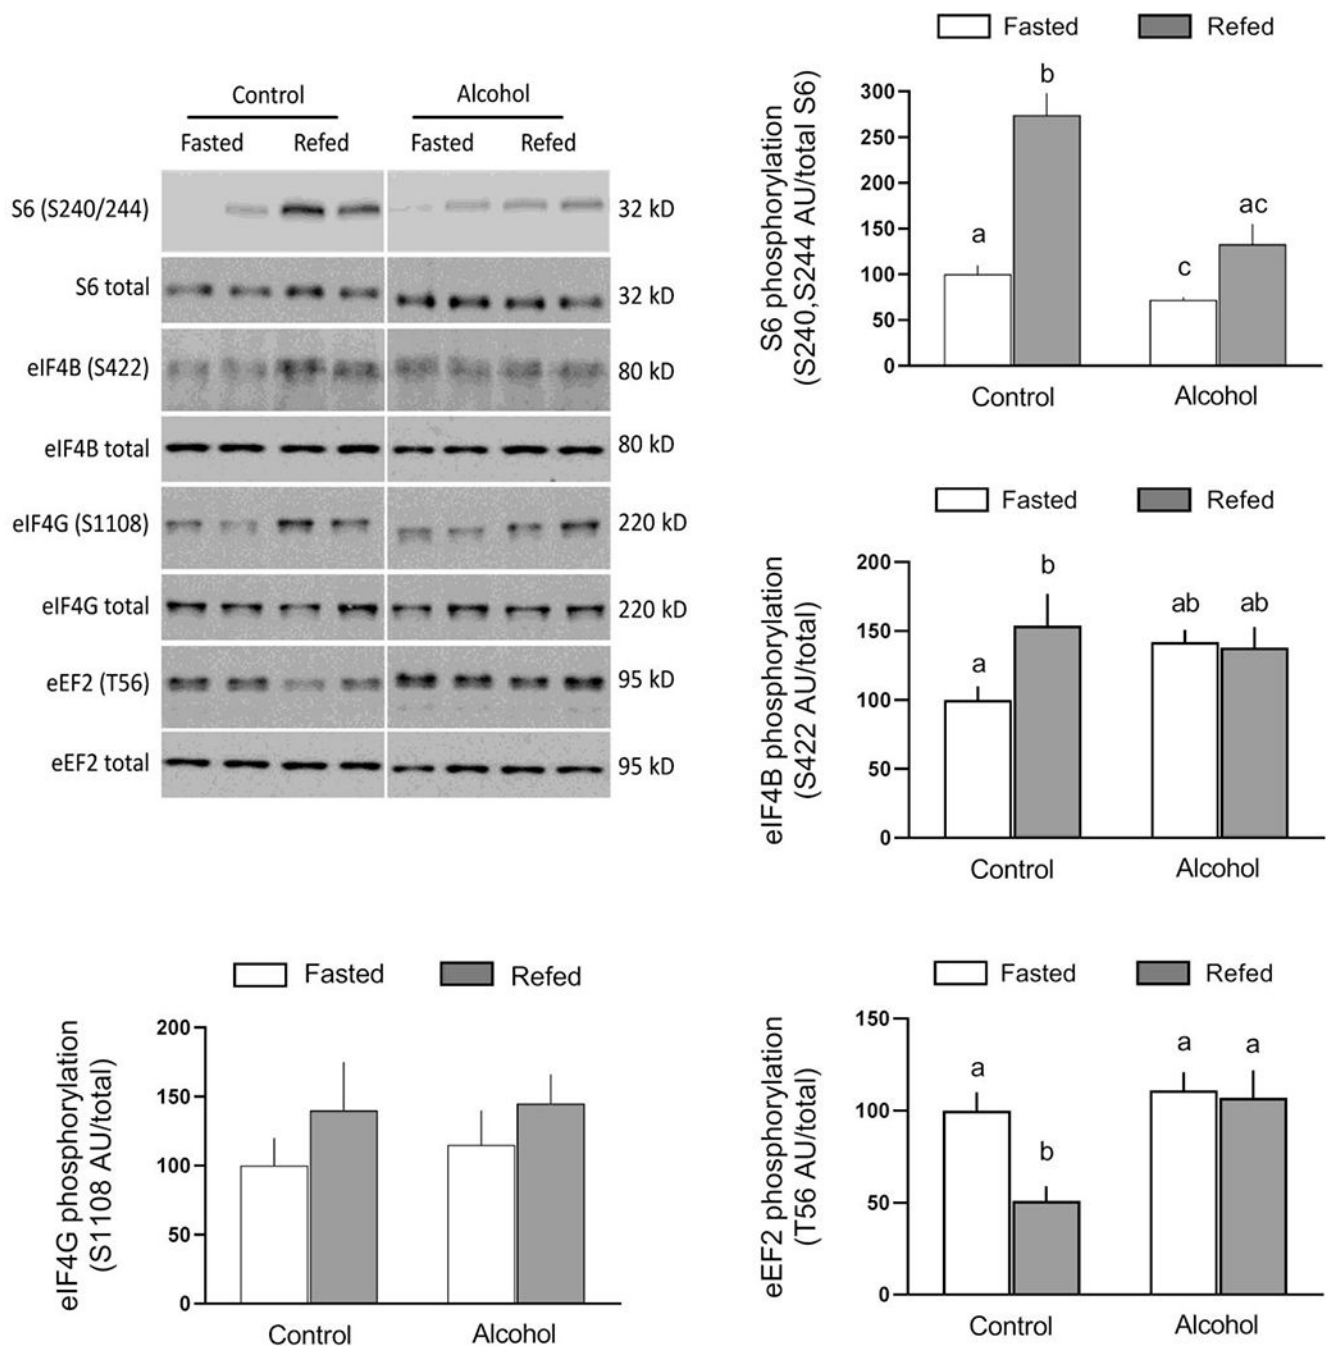 Control Alcohol
Fasted Refed Fasted Refed
S6 (S240/244) 32 kD
S6 total 32 kD
eIF4B (S422) 80 kD
eIF4B total 80 kD
eIF4G (S1108) 220 kD
eIF4G total 220 kD
eEF2 (T56) 95 kD
eEF2 total 95 kD
Fasted Refed
S6 phosphorylation
(S240,S244 AU/total S6)
300
250
200
150
100
50
0
a
b
c
ac
Control Alcohol
Fasted Refed
eIF4B phosphorylation
(S422 AU/total)
200
150
100
50
0
a
b
ab
ab
Control Alcohol
Fasted Refed
eIF4G phosphorylation
(S1108 AU/total)
200
150
100
50
0
Control Alcohol
Fasted Refed
eEF2 phosphorylation
(T56 AU/total)
150
100
50
0
a
b
a
a
Control Alcohol